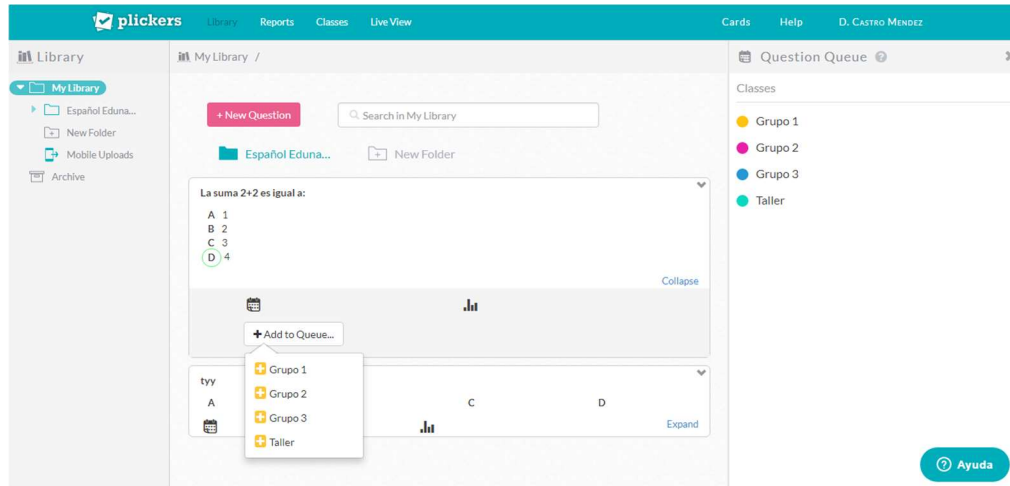 plickers Library Reports Classes Live View Cards Help D. CASTRO MENDEZ
Library
My Library
Español Eduna...
New Folder
Mobile Uploads
Archive
My Library /
+ New Question
Search in My Library
Español Eduna...
New Folder
La suma 2+2 es igual a:
A 1
B 2
C 3
D 4
Collapse
Add to Queue...
Grupo 1
Grupo 2
Grupo 3
Taller
tyy
A C D
Expand
Question Queue
Classes
Grupo 1
Grupo 2
Grupo 3
Taller
Ayuda